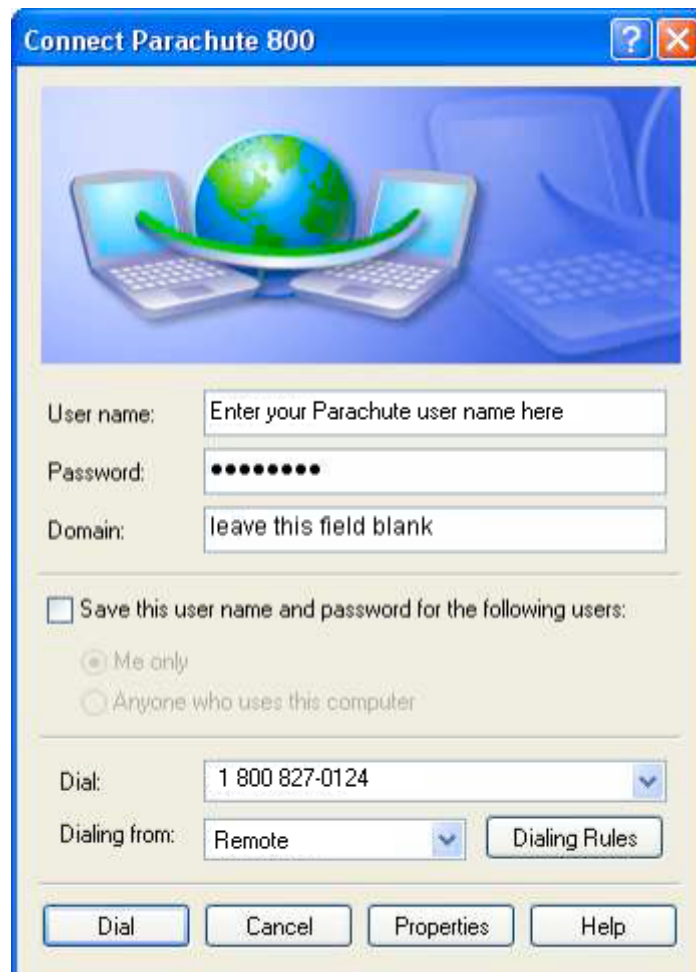 Connect Parachute 800
User name: Enter your Parachute user name here
Password: ••••••••
Domain: leave this field blank
Save this user name and password for the following users:
Me only
Anyone who uses this computer
Dial: 1 800 827-0124
Dialing from: Remote Dialing Rules
Dial Cancel Properties Help